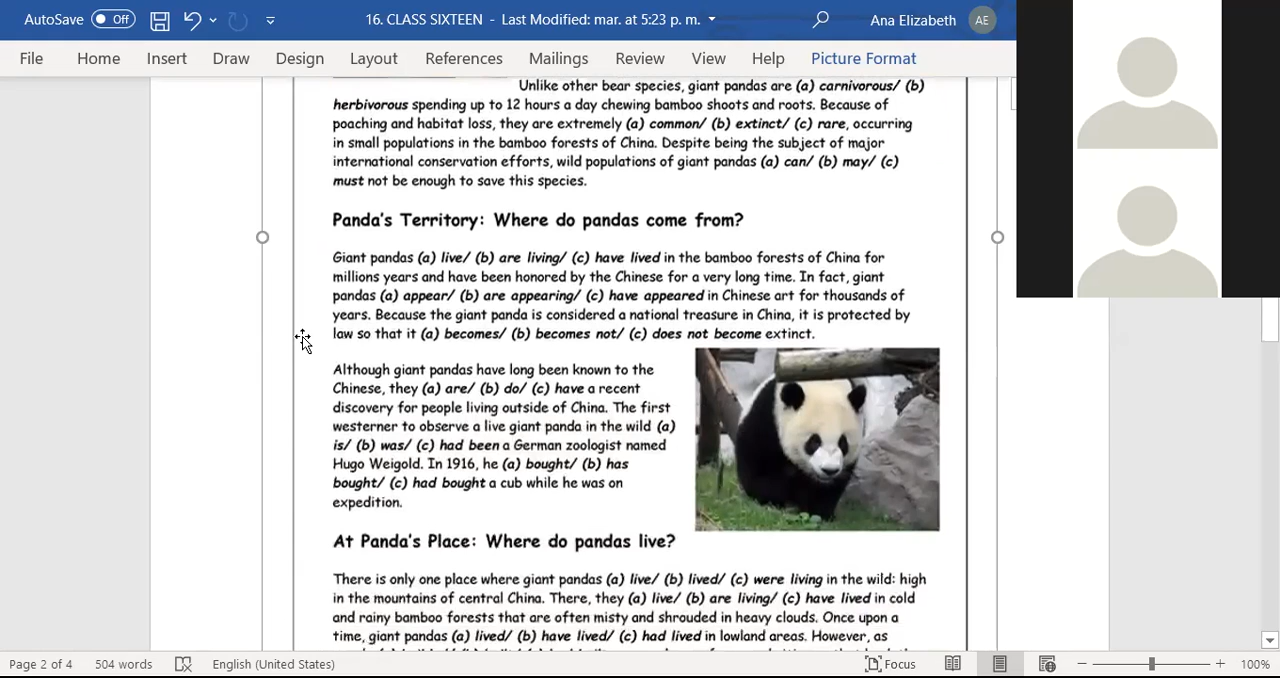 AutoSave Off 16. CLASS SIXTEEN - Last Modified: mar. at 5:23 p. m. Ana Elizabeth AE
File Home Insert Draw Design Layout References Mailings Review View Help Picture Format
Unlike other bear species, giant pandas are (a) carnivorous/ (b)
herbivorous spending up to 12 hours a day chewing bamboo shoots and roots. Because of
poaching and habitat loss, they are extremely (a) common/ (b) extinct/ (c) rare, occurring
in small populations in the bamboo forests of China. Despite being the subject of major
international conservation efforts, wild populations of giant pandas (a) can/ (b) may/ (c)
must not be enough to save this species.
Panda's Territory: Where do pandas come from?
Giant pandas (a) live/ (b) are living/ (c) have lived in the bamboo forests of China for
millions years and have been honored by the Chinese for a very long time. In fact, giant
pandas (a) appear/ (b) are appearing/ (c) have appeared in Chinese art for thousands of
years. Because the giant panda is considered a national treasure in China, it is protected by
law so that it (a) becomes/ (b) becomes not/ (c) does not become extinct.
Although giant pandas have long been known to the
Chinese, they (a) are/ (b) do/ (c) have a recent
discovery for people living outside of China. The first
westerner to observe a live giant panda in the wild (a)
is/ (b) was/ (c) had been a German zoologist named
Hugo Weigold. In 1916, he (a) bought/ (b) has
bought/ (c) had bought a cub while he was on
expedition.
At Panda's Place: Where do pandas live?
There is only one place where giant pandas (a) live/ (b) lived/ (c) were living in the wild: high
in the mountains of central China. There, they (a) live/ (b) are living/ (c) have lived in cold
and rainy bamboo forests that are often misty and shrouded in heavy clouds. Once upon a
time, giant pandas (a) lived/ (b) have lived/ (c) had lived in lowland areas. However, as
Page 2 of 4 504 words English (United States) Focus 100%